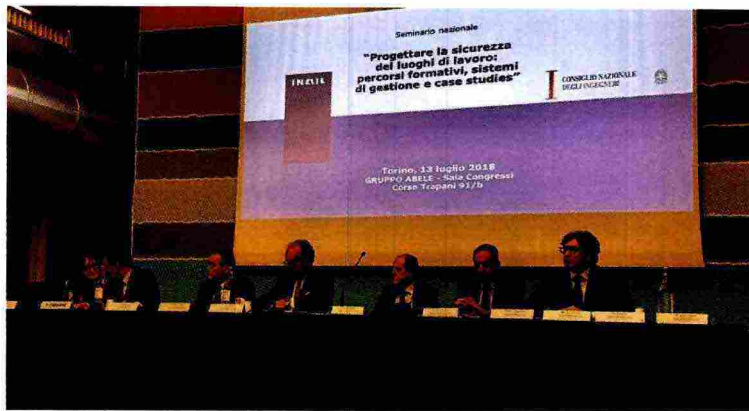 Seminario nazionale
"Progettare la sicurezza
dei luoghi di lavoro:
percorsi formativi, sistemi
di gestione e case studies"
INAIL
CONSIGLIO NAZIONALE
DEGLI INGEGNERI
Torino, 13 luglio 2018
GRUPPO ABELE - Sala Congressi
Corso Trapani 91/b